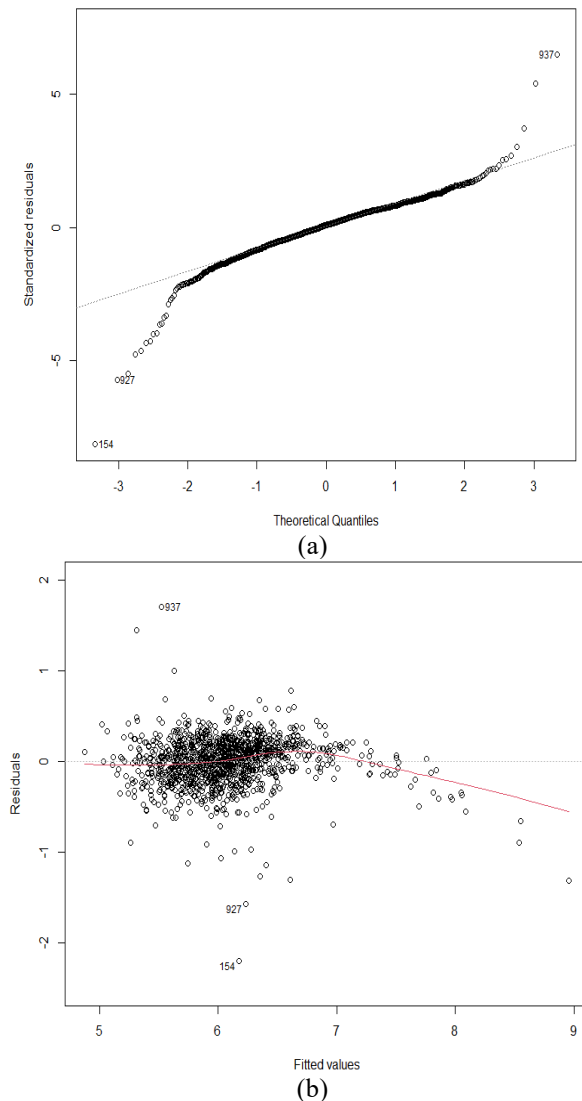 937
5
Standardized residuals
0
-5
927
154
-3 -2 -1 0 1 2 3
Theoretical Quantiles
(a)
2
937
1
Residuals
0
-1
927
154
-2
5 6 7 8 9
Fitted values
(b)